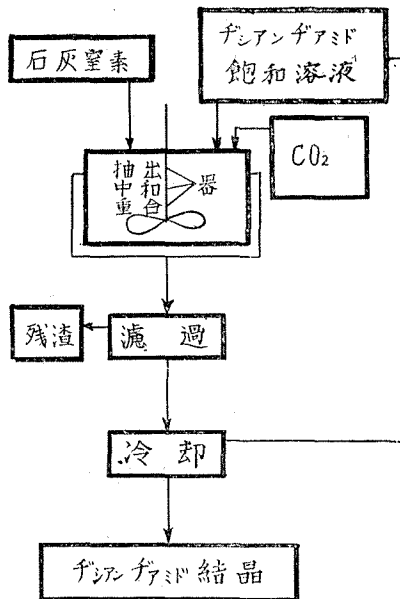 石灰窒素
ヂシアンヂアミド
飽和溶液
CO₂
抽出
中和
重合
器
残渣
濾過
冷却
ヂシアンヂアミド結晶